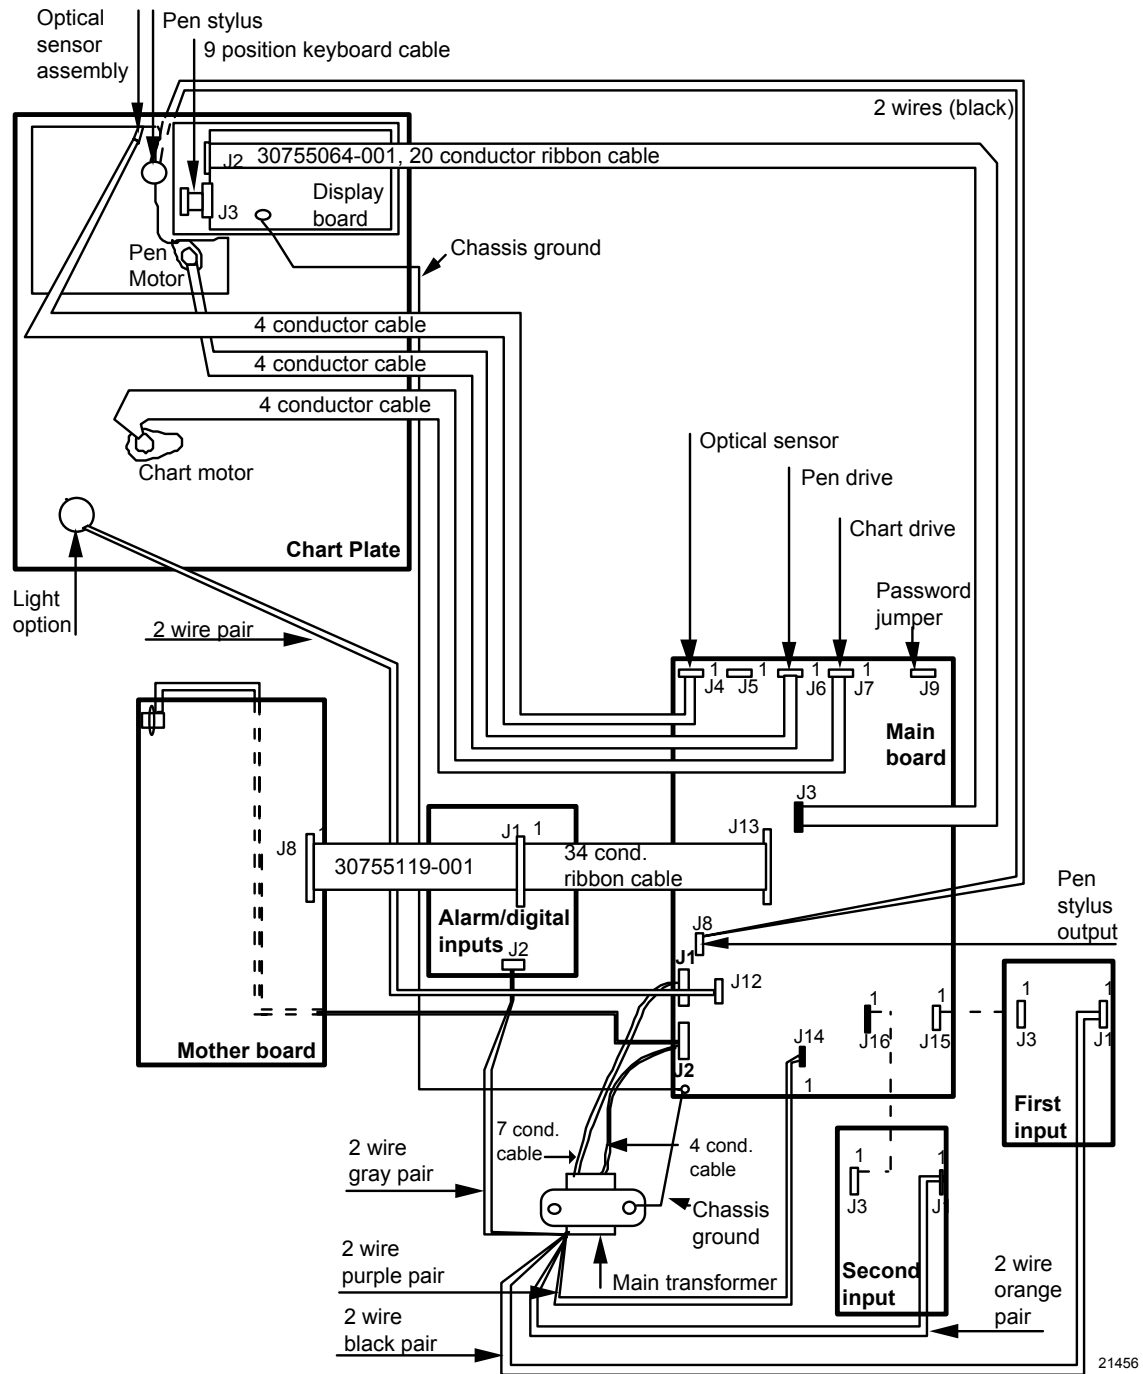 Optical
sensor
assembly
Pen stylus
9 position keyboard cable
2 wires (black)
J2
30755064-001, 20 conductor ribbon cable
Display
board
J3
Pen
Motor
Chassis ground
4 conductor cable
4 conductor cable
4 conductor cable
Chart motor
Chart Plate
Light
option
2 wire pair
Optical sensor
Pen drive
Chart drive
Password
jumper
1
J4
1
J5
1
J6
1
J7
J9
Main
board
J3
J13
J8
1
30755119-001
J1
1
34 cond.
ribbon cable
Alarm/digital
inputs
J2
Pen
stylus
output
J8
J1
J12
J2
J14
1
1
J16
1
J15
1
J3
1
J1
First
input
Mother board
7 cond.
cable
4 cond.
cable
2 wire
gray pair
Chassis
ground
1
J3
1
J1
Second
input
2 wire
purple pair
Main transformer
2 wire
orange
pair
2 wire
black pair
21456